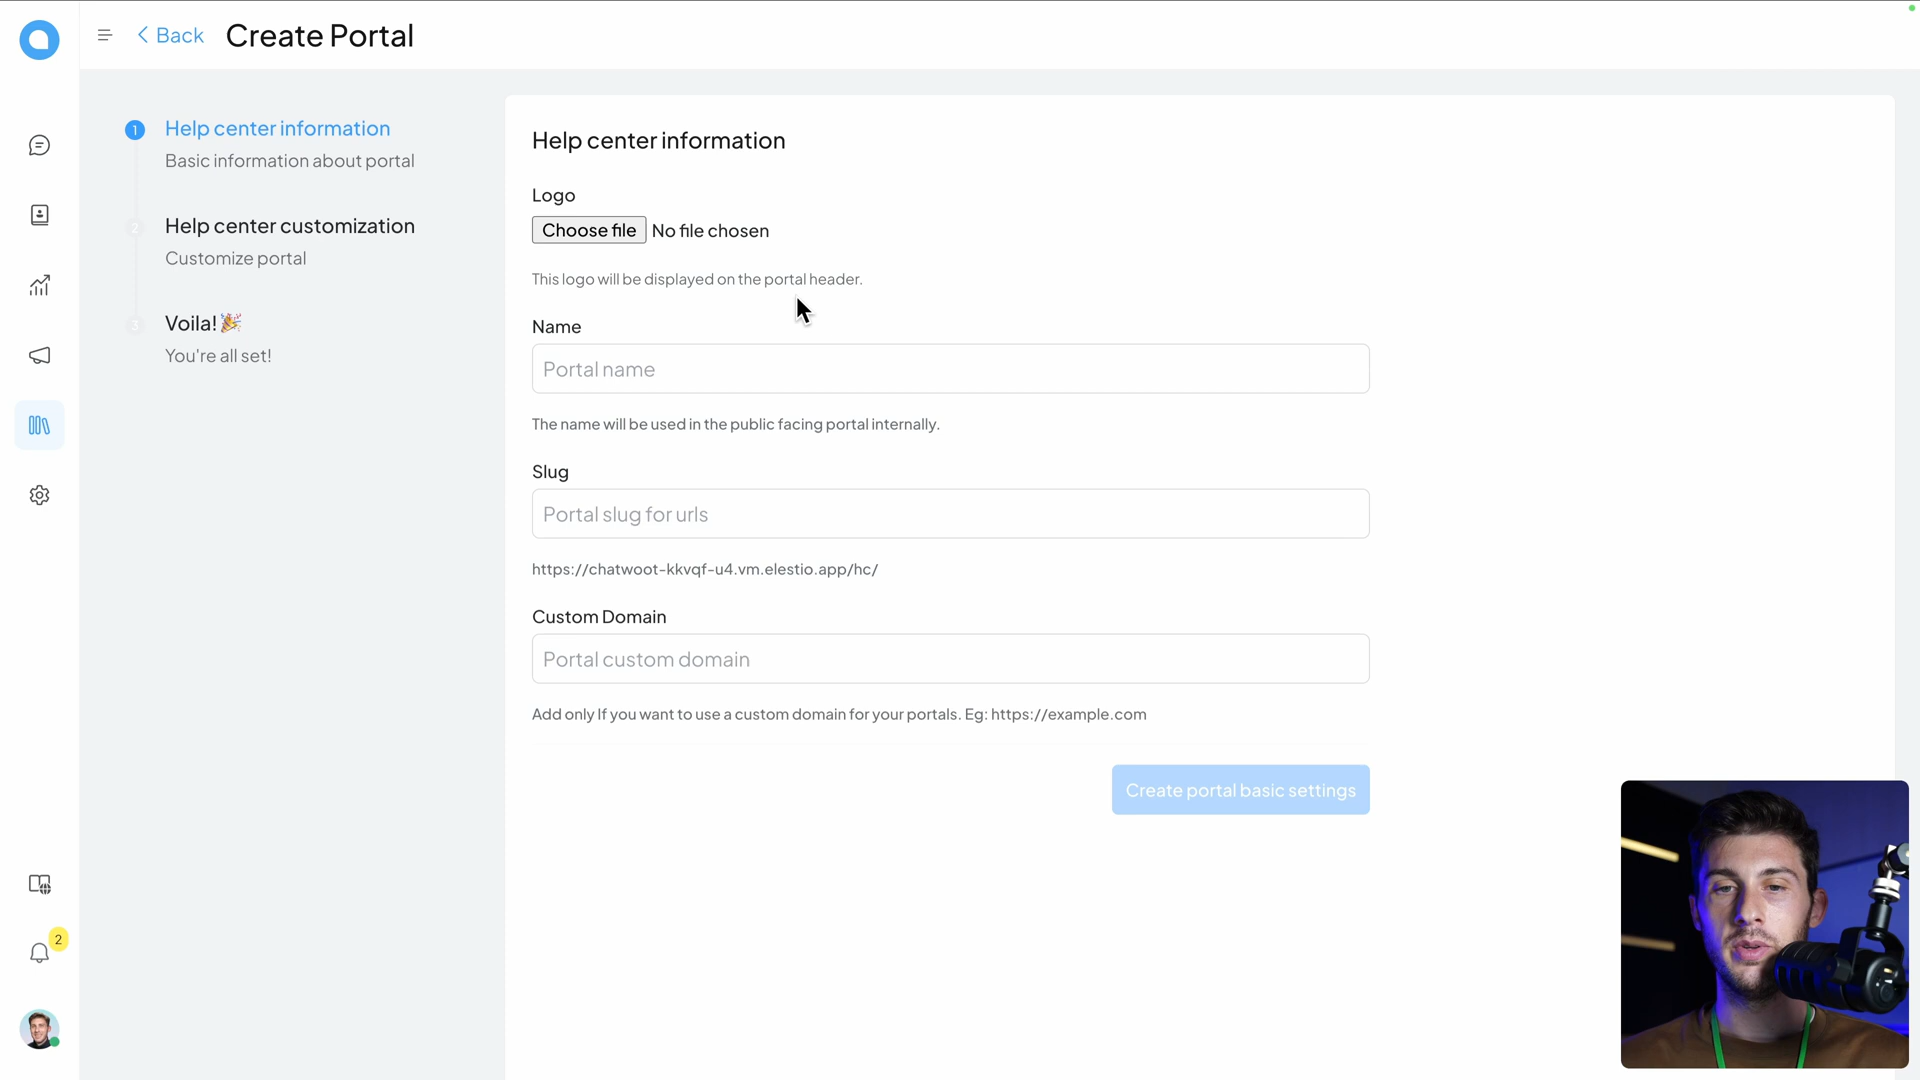 Back
Create Portal
1
Help center information
Basic information about portal
2
Help center customization
Customize portal
3
Voila!🎉
You're all set!
Help center information
Logo
Choose file No file chosen
This logo will be displayed on the portal header.
Name
Portal name
The name will be used in the public facing portal internally.
Slug
Portal slug for urls
https://chatwoot-kkvqf-u4.vm.elestio.app/hc/
Custom Domain
Portal custom domain
Add only If you want to use a custom domain for your portals. Eg: https://example.com
Create portal basic settings
2